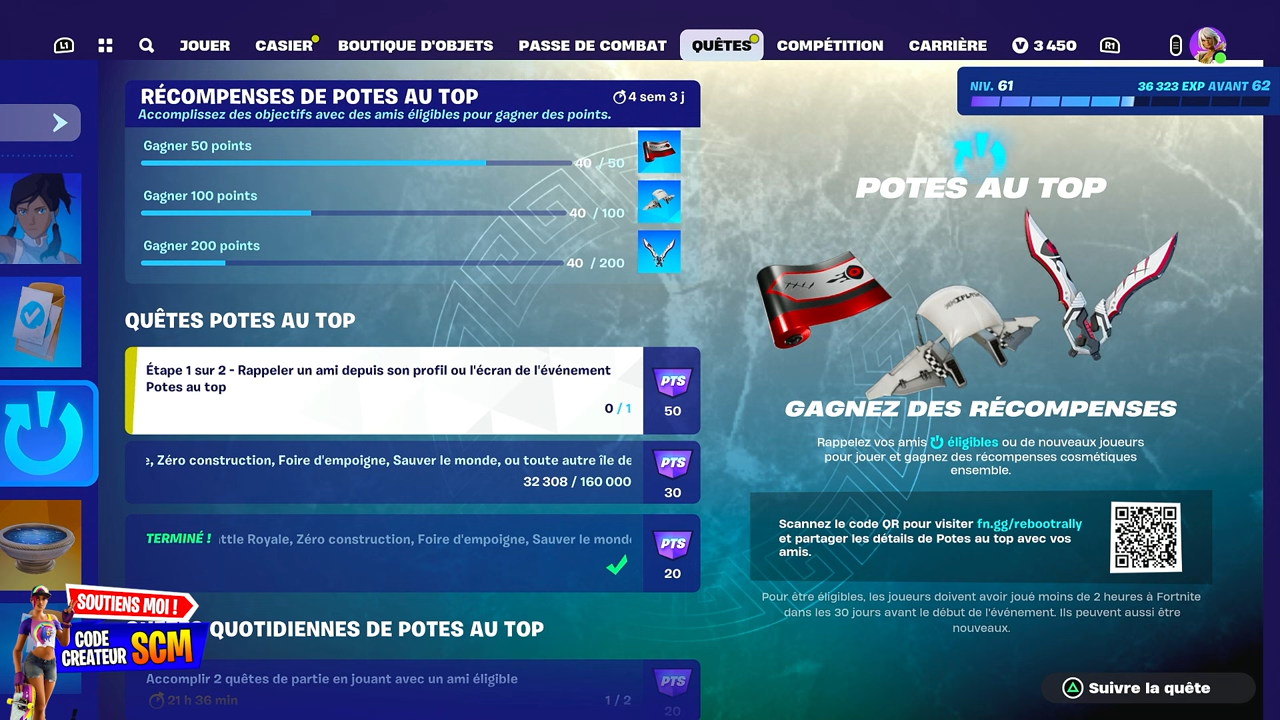 L1
JOUER
CASIER
BOUTIQUE D'OBJETS
PASSE DE COMBAT
QUÊTES
COMPÉTITION
CARRIÈRE
V 3 450
R1
NIV. 61
36 323 EXP AVANT 62
RÉCOMPENSES DE POTES AU TOP
4 sem 3 j
Accomplissez des objectifs avec des amis éligibles pour gagner des points.
Gagner 50 points
40 / 50
Gagner 100 points
40 / 100
Gagner 200 points
40 / 200
QUÊTES POTES AU TOP
Étape 1 sur 2 - Rappeler un ami depuis son profil ou l'écran de l'événement
Potes au top
0 / 1
PTS
50
e, Zéro construction, Foire d'empoigne, Sauver le monde, ou toute autre île de
32 308 / 160 000
PTS
30
TERMINÉ ! ttle Royale, Zéro construction, Foire d'empoigne, Sauver le monde
PTS
20
QUOTIDIENNES DE POTES AU TOP
Accomplir 2 quêtes de partie en jouant avec un ami éligible
21 h 36 min
1 / 2
PTS
20
SOUTIENS MOI !
CODE
CREATEUR
SCM
POTES AU TOP
GAGNEZ DES RÉCOMPENSES
Rappelez vos amis éligibles ou de nouveaux joueurs
pour jouer et gagnez des récompenses cosmétiques
ensemble.
Scannez le code QR pour visiter fn.gg/rebootrally
et partager les détails de Potes au top avec vos
amis.
Pour être éligibles, les joueurs doivent avoir joué moins de 2 heures à Fortnite
dans les 30 jours avant le début de l'événement. Ils peuvent aussi être
nouveaux.
Suivre la quête